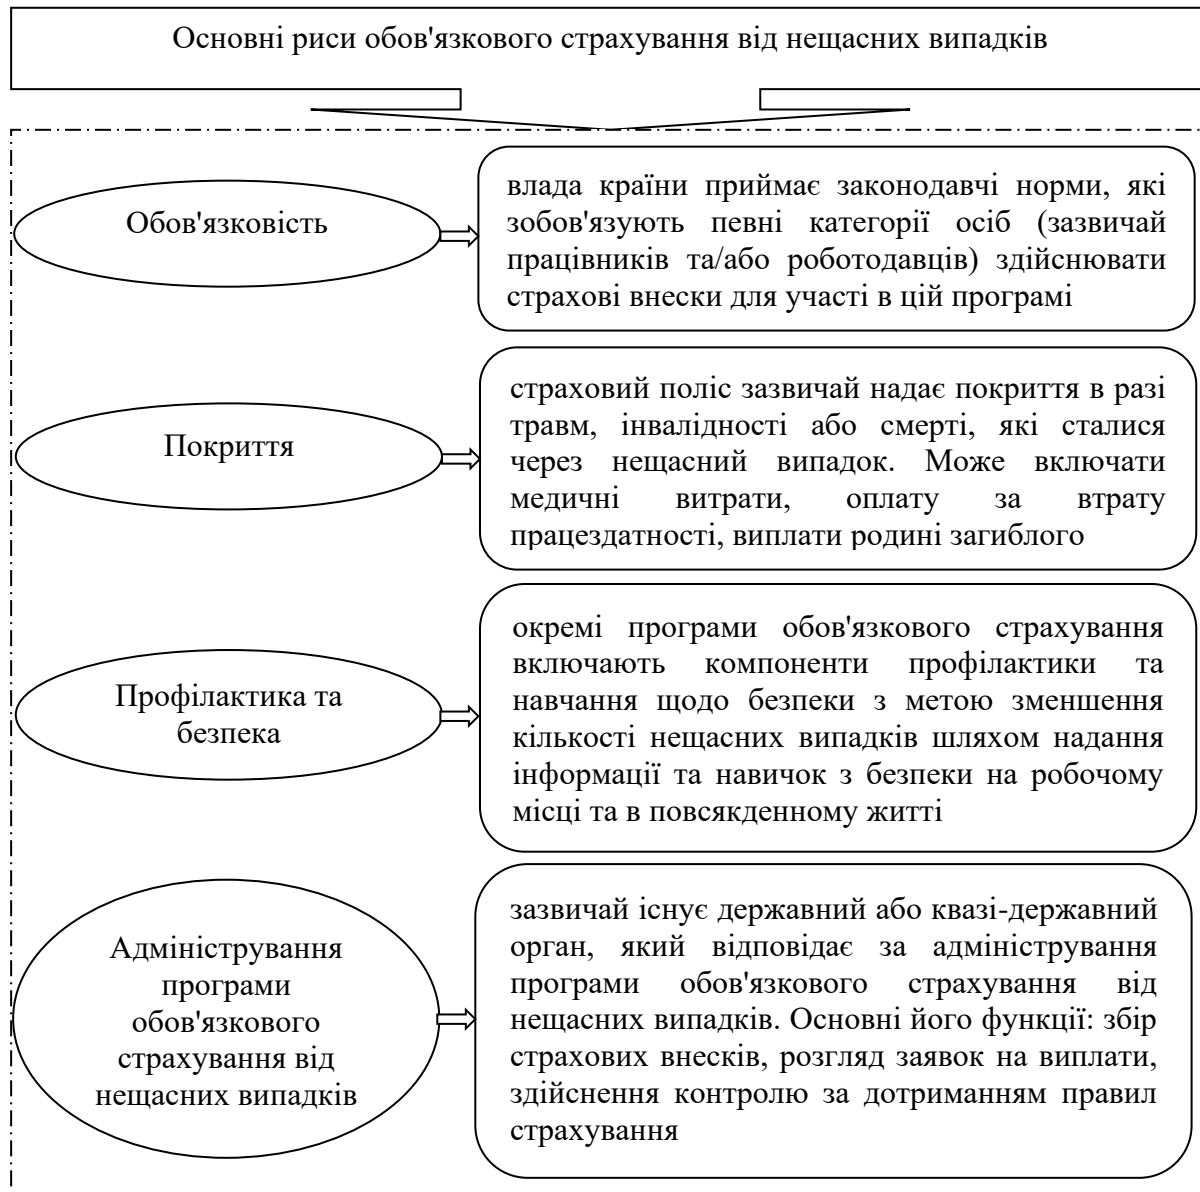 Основні риси обов'язкового страхування від нещасних випадків
Обов'язковість
влада країни приймає законодавчі норми, які
зобов'язують певні категорії осіб (зазвичай
працівників та/або роботодавців) здійснювати
страхові внески для участі в цій програмі
Покриття
страховий поліс зазвичай надає покриття в разі
травм, інвалідності або смерті, які сталися
через нещасний випадок. Може включати
медичні витрати, оплату за втрату
працездатності, виплати родині загиблого
Профілактика та
безпека
окремі програми обов'язкового страхування
включають компоненти профілактики та
навчання щодо безпеки з метою зменшення
кількості нещасних випадків шляхом надання
інформації та навичок з безпеки на робочому
місці та в повсякденному житті
Адміністрування
програми
обов'язкового
страхування від
нещасних випадків
зазвичай існує державний або квазі-державний
орган, який відповідає за адміністрування
програми обов'язкового страхування від
нещасних випадків. Основні його функції: збір
страхових внесків, розгляд заявок на виплати,
здійснення контролю за дотриманням правил
страхування